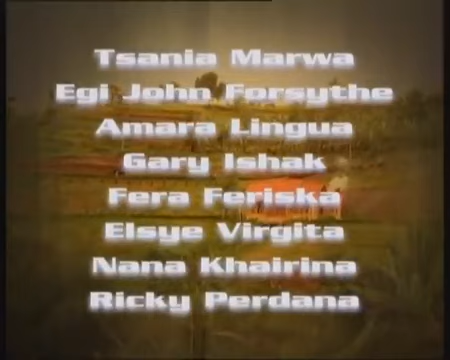 Tsania Marwa
Egi John Forsythe
Amara Lingua
Gary Ishak
Fera Feriska
Elsye Virgita
Nana Khairina
Ricky Perdana